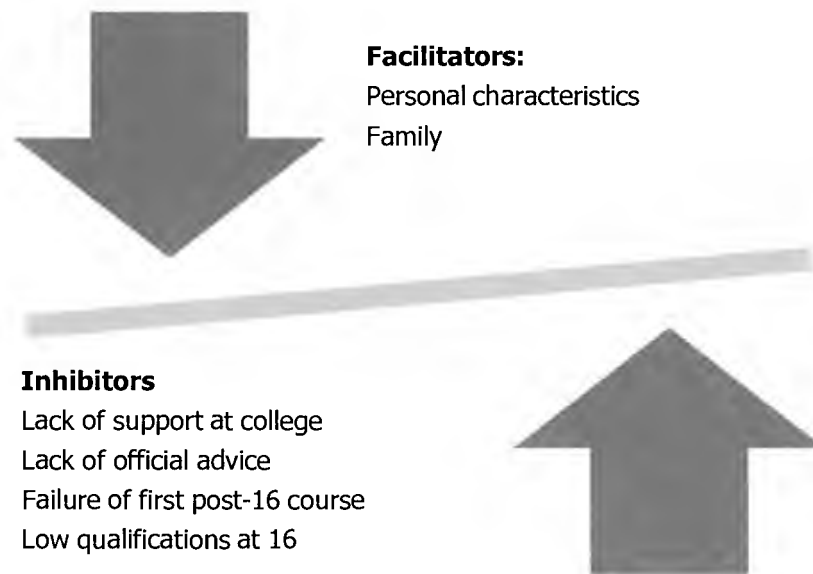 Facilitators:
Personal characteristics
Family
Inhibitors
Lack of support at college
Lack of official advice
Failure of first post-16 course
Low qualifications at 16